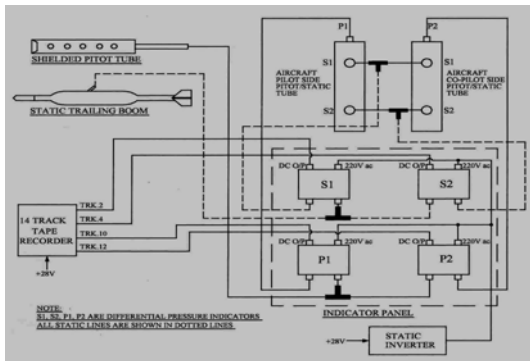 P1
P2
SHIELDED PITOT TUBE
STATIC TRAILING BOOM
AIRCRAFT
PILOT SIDE
PITOT/STATIC
TUBE
S1
S2
S1
S2
AIRCRAFT
CO-PILOT SIDE
PITOT/STATIC
TUBE
DC O/P
220V ac
DC O/P
220V ac
S1
S2
TRK.2
TRK.4
TRK.10
TRK.12
14 TRACK
TAPE
RECORDER
+28V
DC O/P
220V ac
DC O/P
220V ac
P1
P2
INDICATOR PANEL
NOTE:
S1, S2, P1, P2 ARE DIFFERENTIAL PRESSURE INDICATORS
ALL STATIC LINES ARE SHOWN IN DOTTED LINES
+28V
STATIC
INVERTER